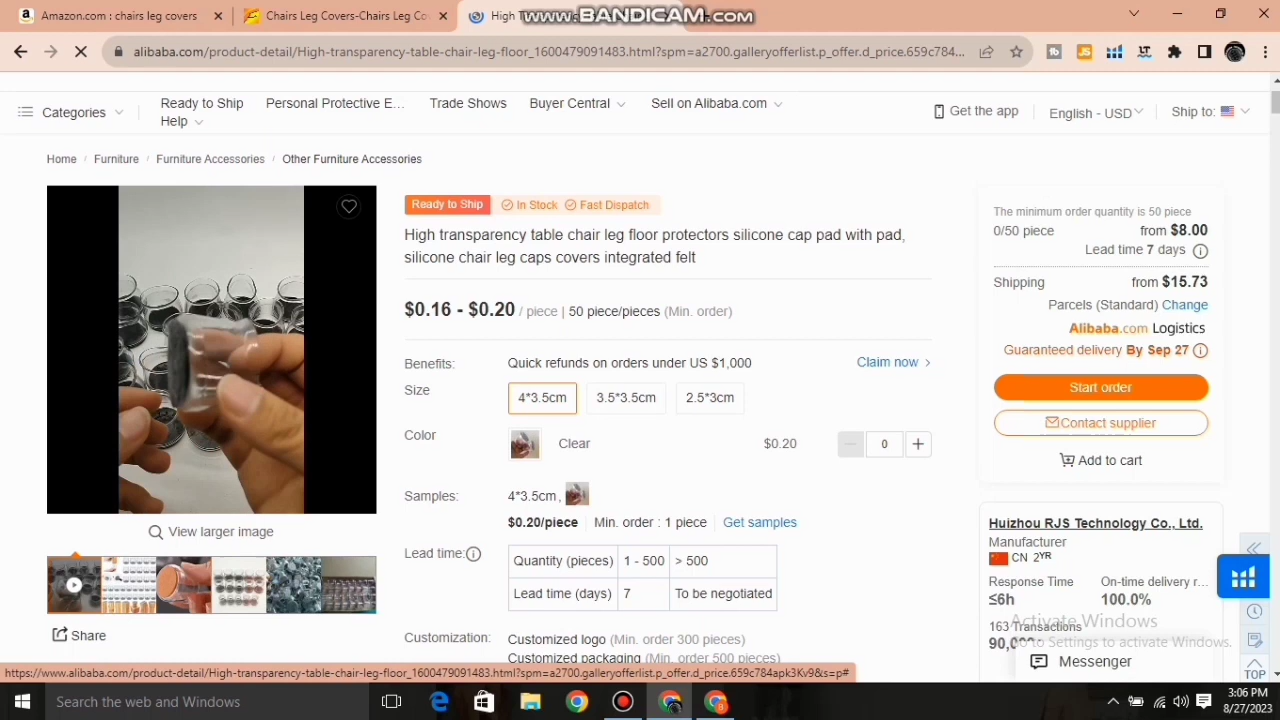 Amazon.com : chairs leg covers
Chairs Leg Covers-Chairs Leg Co
High T
www.BANDICAM.com
alibaba.com/product-detail/High-transparency-table-chair-leg-floor_1600479091483.html?spm=a2700.galleryofferlist.p_offer.d_price.659c784...
Categories
Ready to Ship
Personal Protective E...
Trade Shows
Buyer Central
Sell on Alibaba.com
Help
Get the app
English - USD
Ship to:
Home / Furniture / Furniture Accessories / Other Furniture Accessories
Ready to Ship
In Stock
Fast Dispatch
High transparency table chair leg floor protectors silicone cap pad with pad,
silicone chair leg caps covers integrated felt
$0.16 - $0.20 / piece | 50 piece/pieces (Min. order)
Benefits:
Quick refunds on orders under US $1,000
Claim now
Size
4*3.5cm
3.5*3.5cm
2.5*3cm
Color
Clear
$0.20
0
Samples:
4*3.5cm ,
$0.20/piece
Min. order : 1 piece
Get samples
Lead time:
Quantity (pieces)
1 - 500
> 500
Lead time (days)
7
To be negotiated
Customization:
Customized logo (Min. order 300 pieces)
Customized packaging (Min. order 500 pieces)
View larger image
Share
The minimum order quantity is 50 piece
0/50 piece
from $8.00
Lead time 7 days
Shipping
from $15.73
Parcels (Standard) Change
Alibaba.com Logistics
Guaranteed delivery By Sep 27
Start order
Contact supplier
Add to cart
Huizhou RJS Technology Co., Ltd.
Manufacturer
CN 2YR
Response Time
On-time delivery r...
≤6h
100.0%
163 Transactions
90,
Activate Windows
Go to Settings to activate Windows.
Messenger
TOP
https://www.alibaba.com/product-detail/High-transparency-table-chair-leg-floor_1600479091483.html?spm=a2700.galleryofferlist.p_offer.d_price.659c784apk3Kv9&s=p#
Search the web and Windows
3:06 PM
8/27/2023